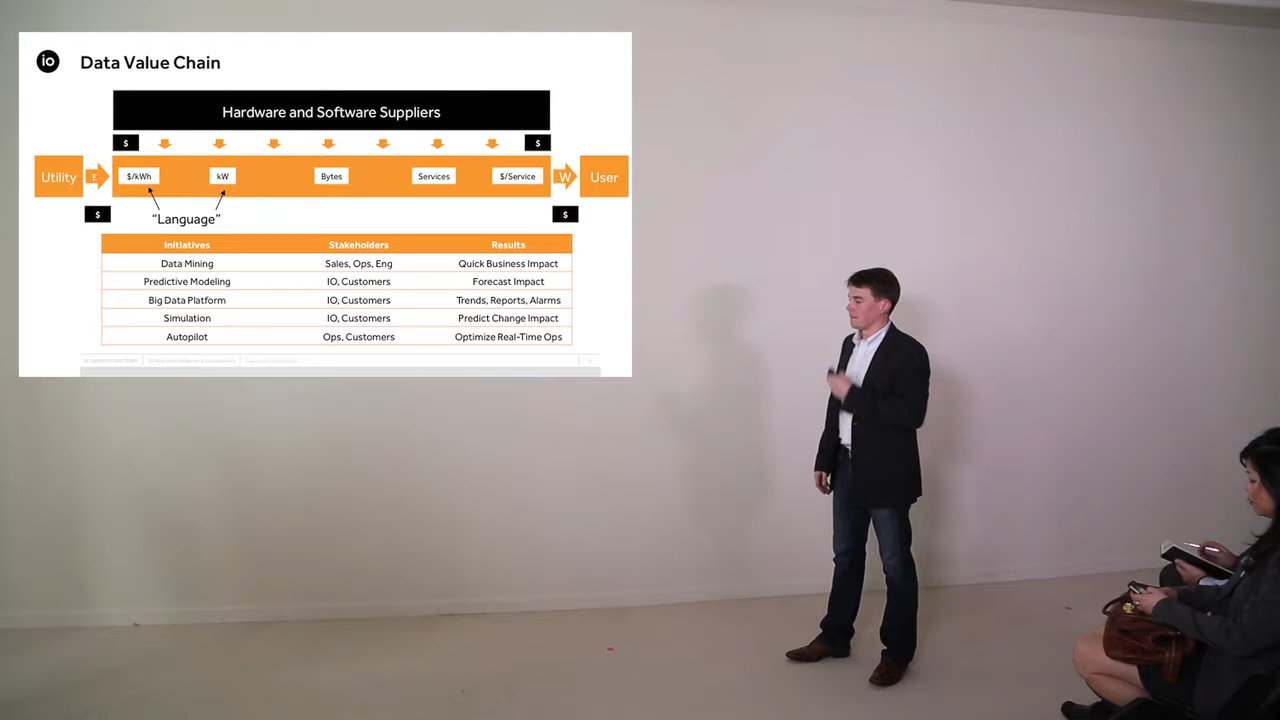 io
Data Value Chain
Hardware and Software Suppliers
$ $
Utility E $/kWh kW Bytes Services $/Service W User
$ $
"Language"
Initiatives Stakeholders Results
Data Mining Sales, Ops, Eng Quick Business Impact
Predictive Modeling IO, Customers Forecast Impact
Big Data Platform IO, Customers Trends, Reports, Alarms
Simulation IO, Customers Predict Change Impact
Autopilot Ops, Customers Optimize Real-Time Ops